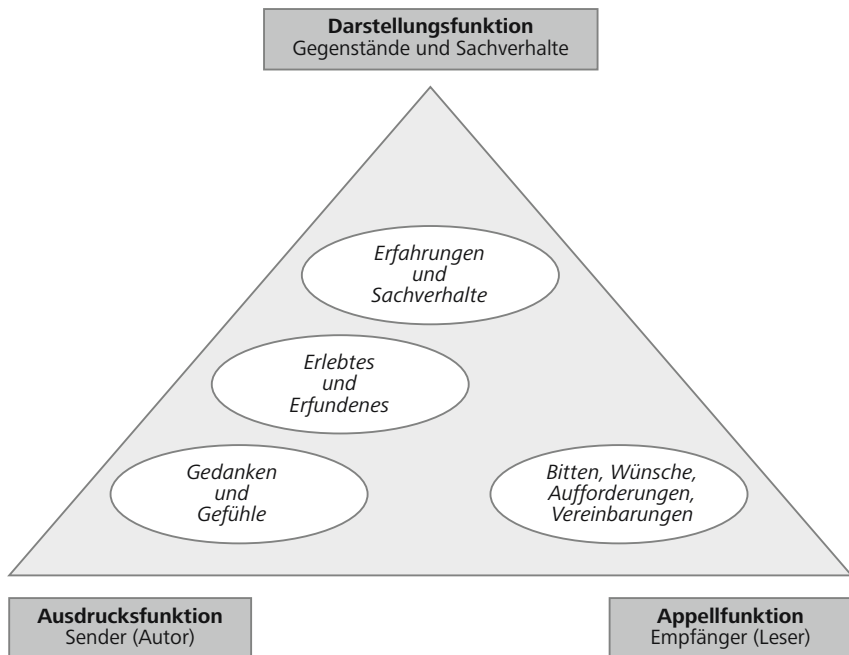 Darstellungsfunktion
Gegenstände und Sachverhalte
Erfahrungen
und
Sachverhalte
Erlebtes
und
Erfundenes
Gedanken
und
Gefühle
Bitten, Wünsche,
Aufforderungen,
Vereinbarungen
Ausdrucksfunktion
Sender (Autor)
Appellfunktion
Empfänger (Leser)